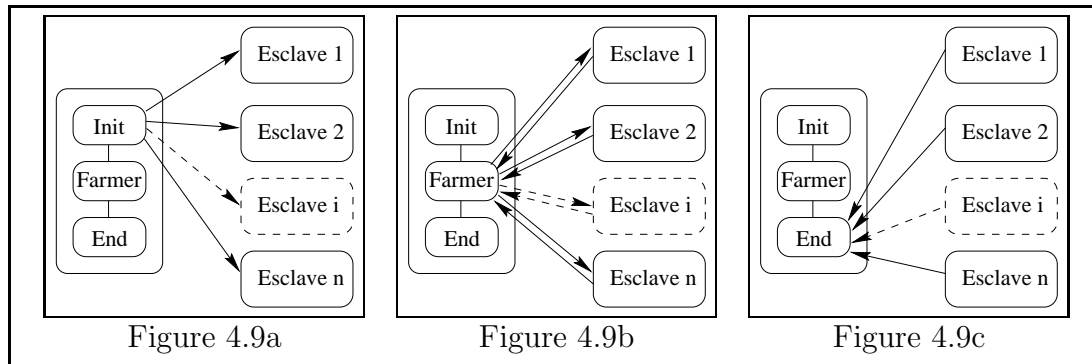 Init
Farmer
End
Esclave 1
Esclave 2
Esclave i
Esclave n
Figure 4.9a
Init
Farmer
End
Esclave 1
Esclave 2
Esclave i
Esclave n
Figure 4.9b
Init
Farmer
End
Esclave 1
Esclave 2
Esclave i
Esclave n
Figure 4.9c